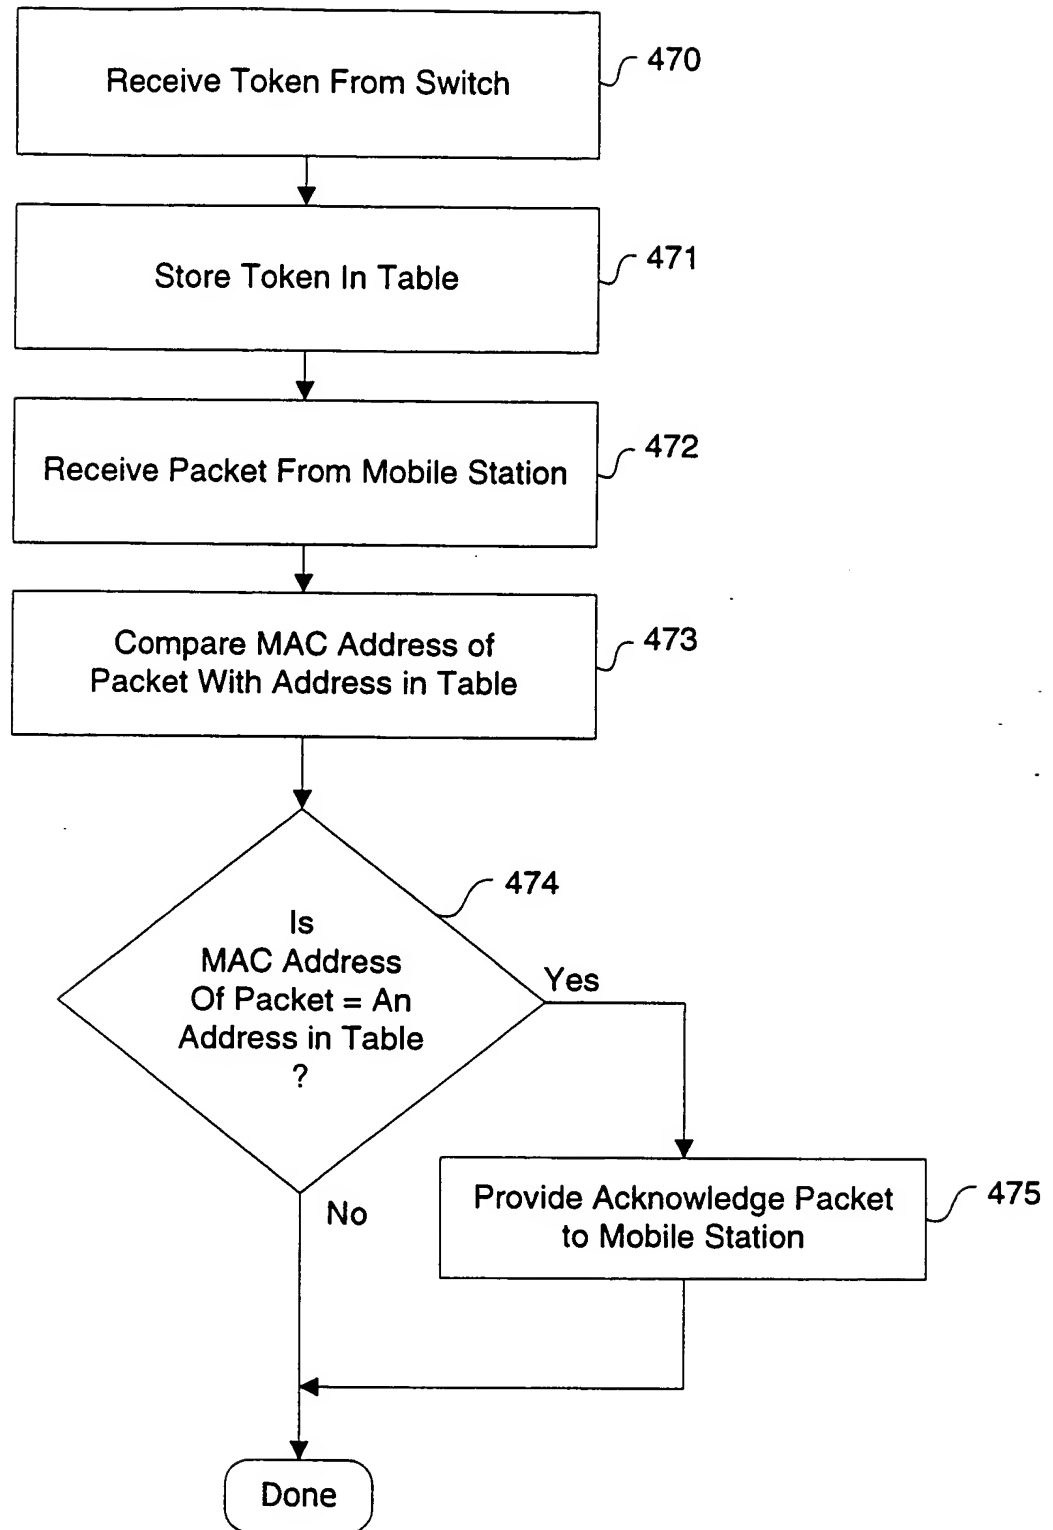 Receive Token From Switch
470
Store Token In Table
471
Receive Packet From Mobile Station
472
Compare MAC Address of
Packet With Address in Table
473
474
Is
MAC Address
Of Packet = An
Address in Table
?
Yes
No
Provide Acknowledge Packet
to Mobile Station
475
Done